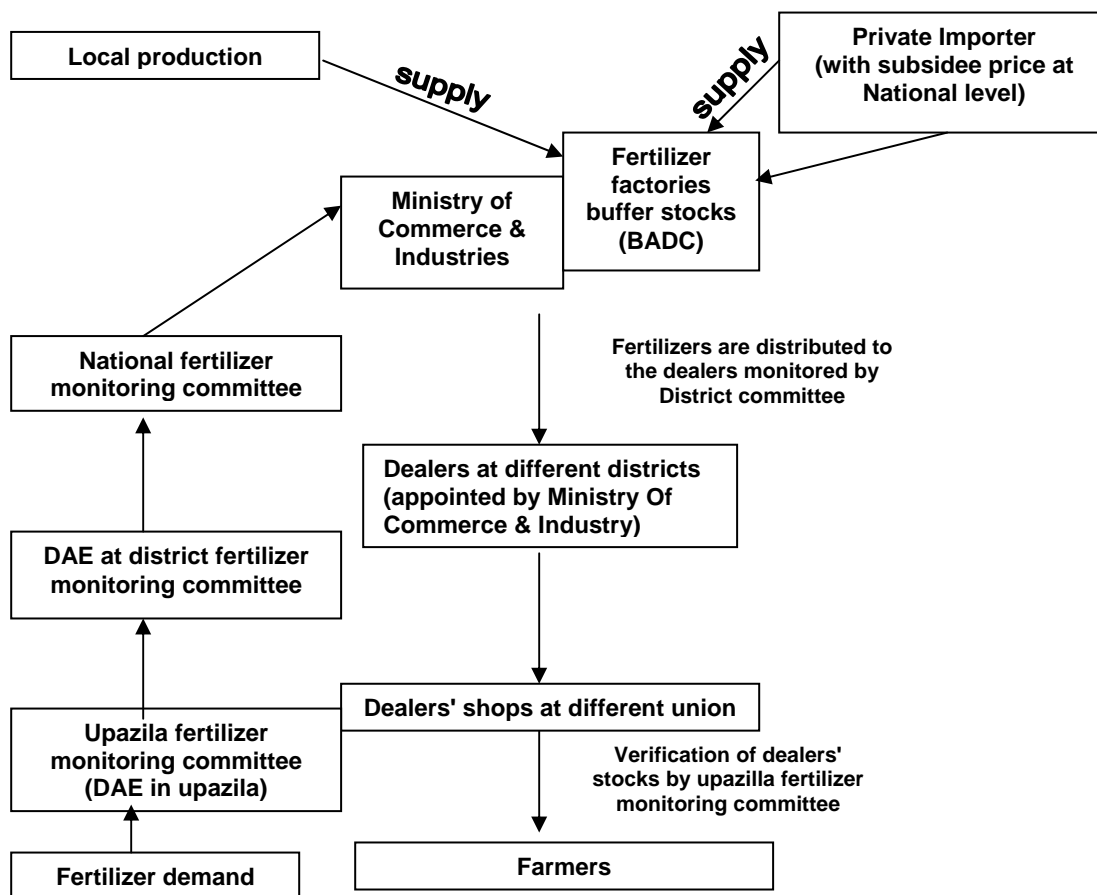 Local production
supply
supply
Private Importer
(with subsidee price at
National level)
Fertilizer
factories
buffer stocks
(BADC)
Ministry of
Commerce &
Industries
National fertilizer
monitoring committee
Fertilizers are distributed to
the dealers monitored by
District committee
Dealers at different districts
(appointed by Ministry Of
Commerce & Industry)
DAE at district fertilizer
monitoring committee
Dealers' shops at different union
Upazila fertilizer
monitoring committee
(DAE in upazila)
Verification of dealers'
stocks by upazilla fertilizer
monitoring committee
Farmers
Fertilizer demand